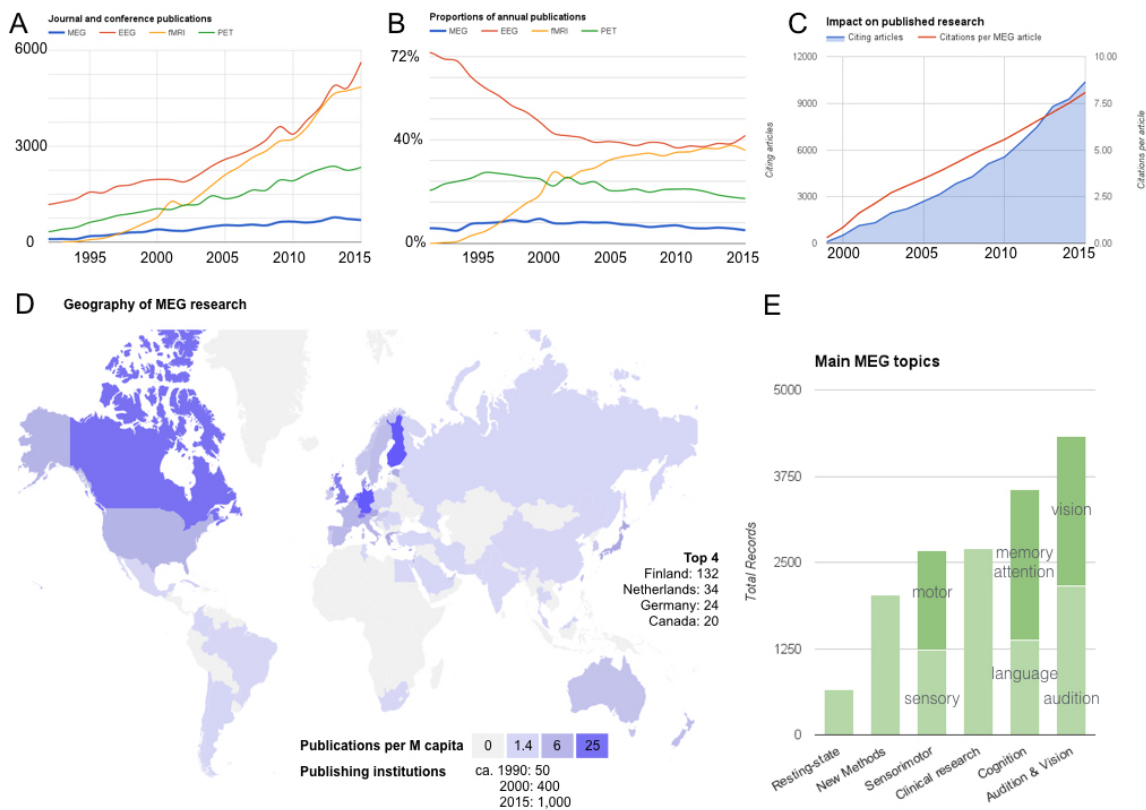 A
Journal and conference publications
MEG EEG fMRI PET
6000
3000
0
1995 2000 2005 2010 2015
B
Proportions of annual publications
MEG EEG fMRI PET
72%
40%
0%
1995 2000 2005 2010 2015
C
Impact on published research
Citing articles Citations per MEG article
12000 10.00
9000 7.50
6000 5.00
3000 2.50
0 0.00
Citing articles
Citations per article
2000 2005 2010 2015
D
Geography of MEG research
Top 4
Finland: 132
Netherlands: 34
Germany: 24
Canada: 20
Publications per M capita 0 1.4 6 25
Publishing institutions ca. 1990: 50
2000: 400
2015: 1,000
E
Main MEG topics
5000
3750
2500
1250
0
Total Records
vision
memory
attention
motor
language
sensory
audition
Resting-state
New Methods
Sensorimotor
Clinical research
Cognition
Audition & Vision